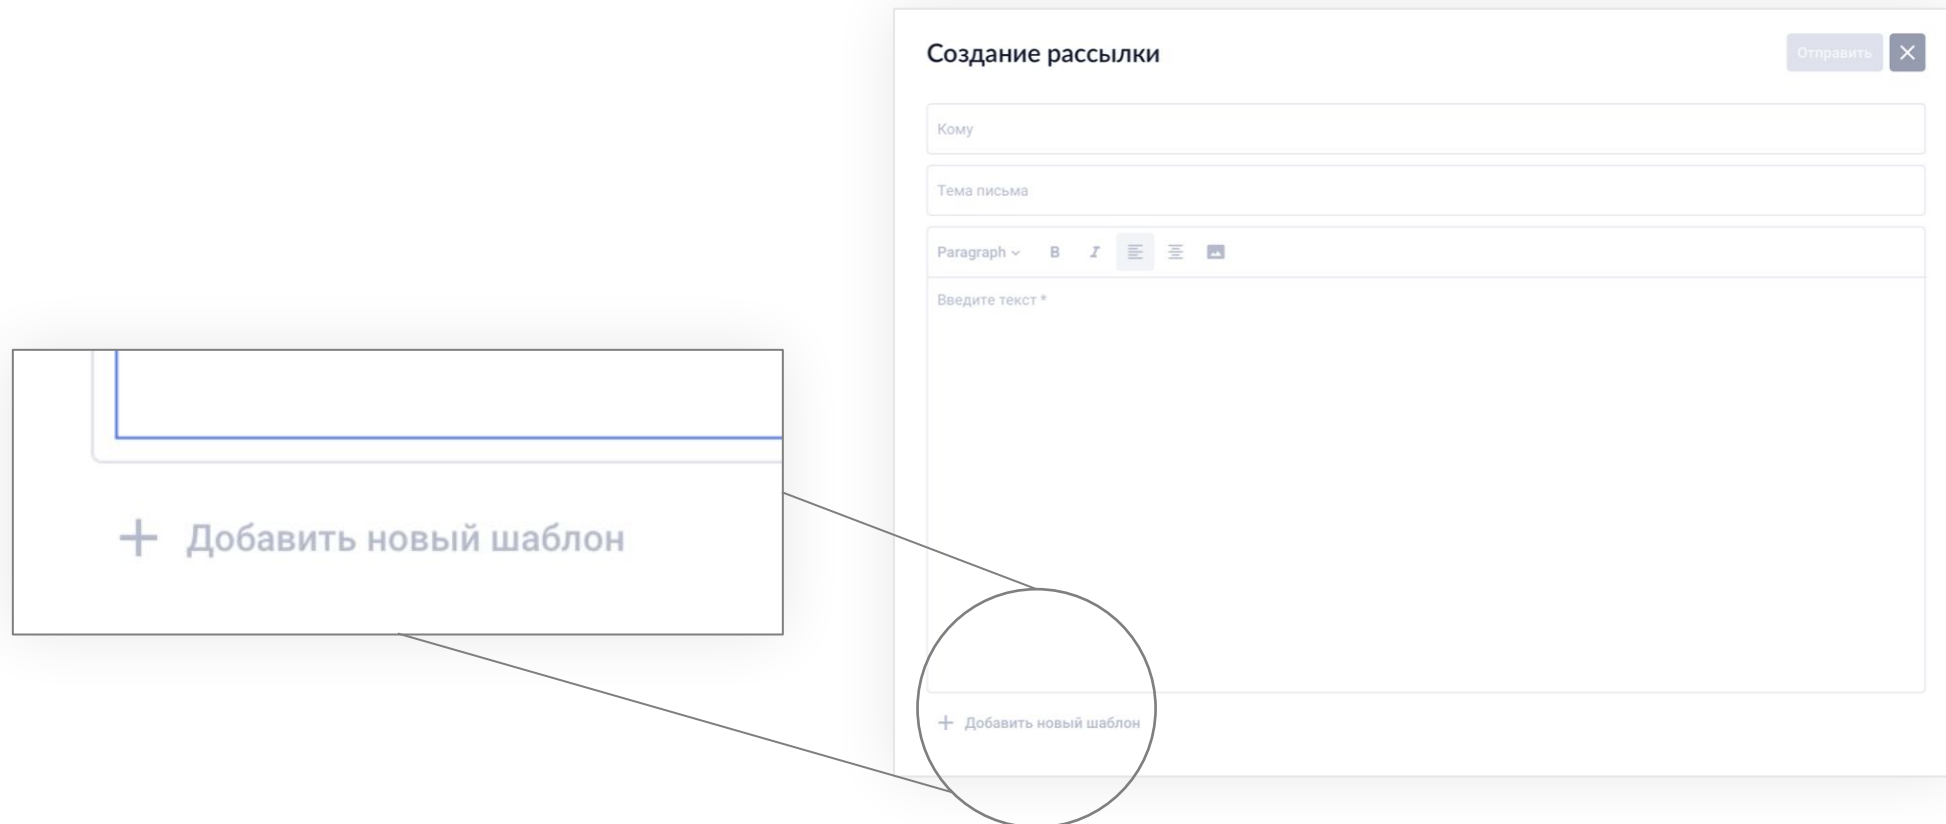 Создание рассылки
Отправить
Кому
Тема письма
Paragraph B I
Введите текст *
Добавить новый шаблон
Добавить новый шаблон